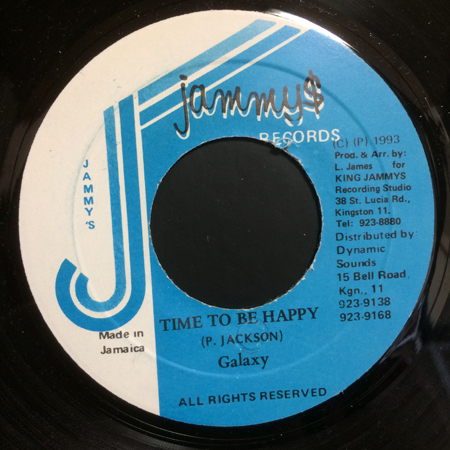 jammy$
RECORDS
JAMMY'S
(C) (P) 1993
Prod. & Arr. by:
L. James for
KING JAMMYS
Recording Studio
38 St. Lucia Rd.,
Kingston 11.
Tel: 923-8880
Distributed by:
Dynamic
Sounds
15 Bell Road,
Kgn., 11
923-9138
923-9168
Made in
Jamaica
TIME TO BE HAPPY
(P. JACKSON)
Galaxy
ALL RIGHTS RESERVED